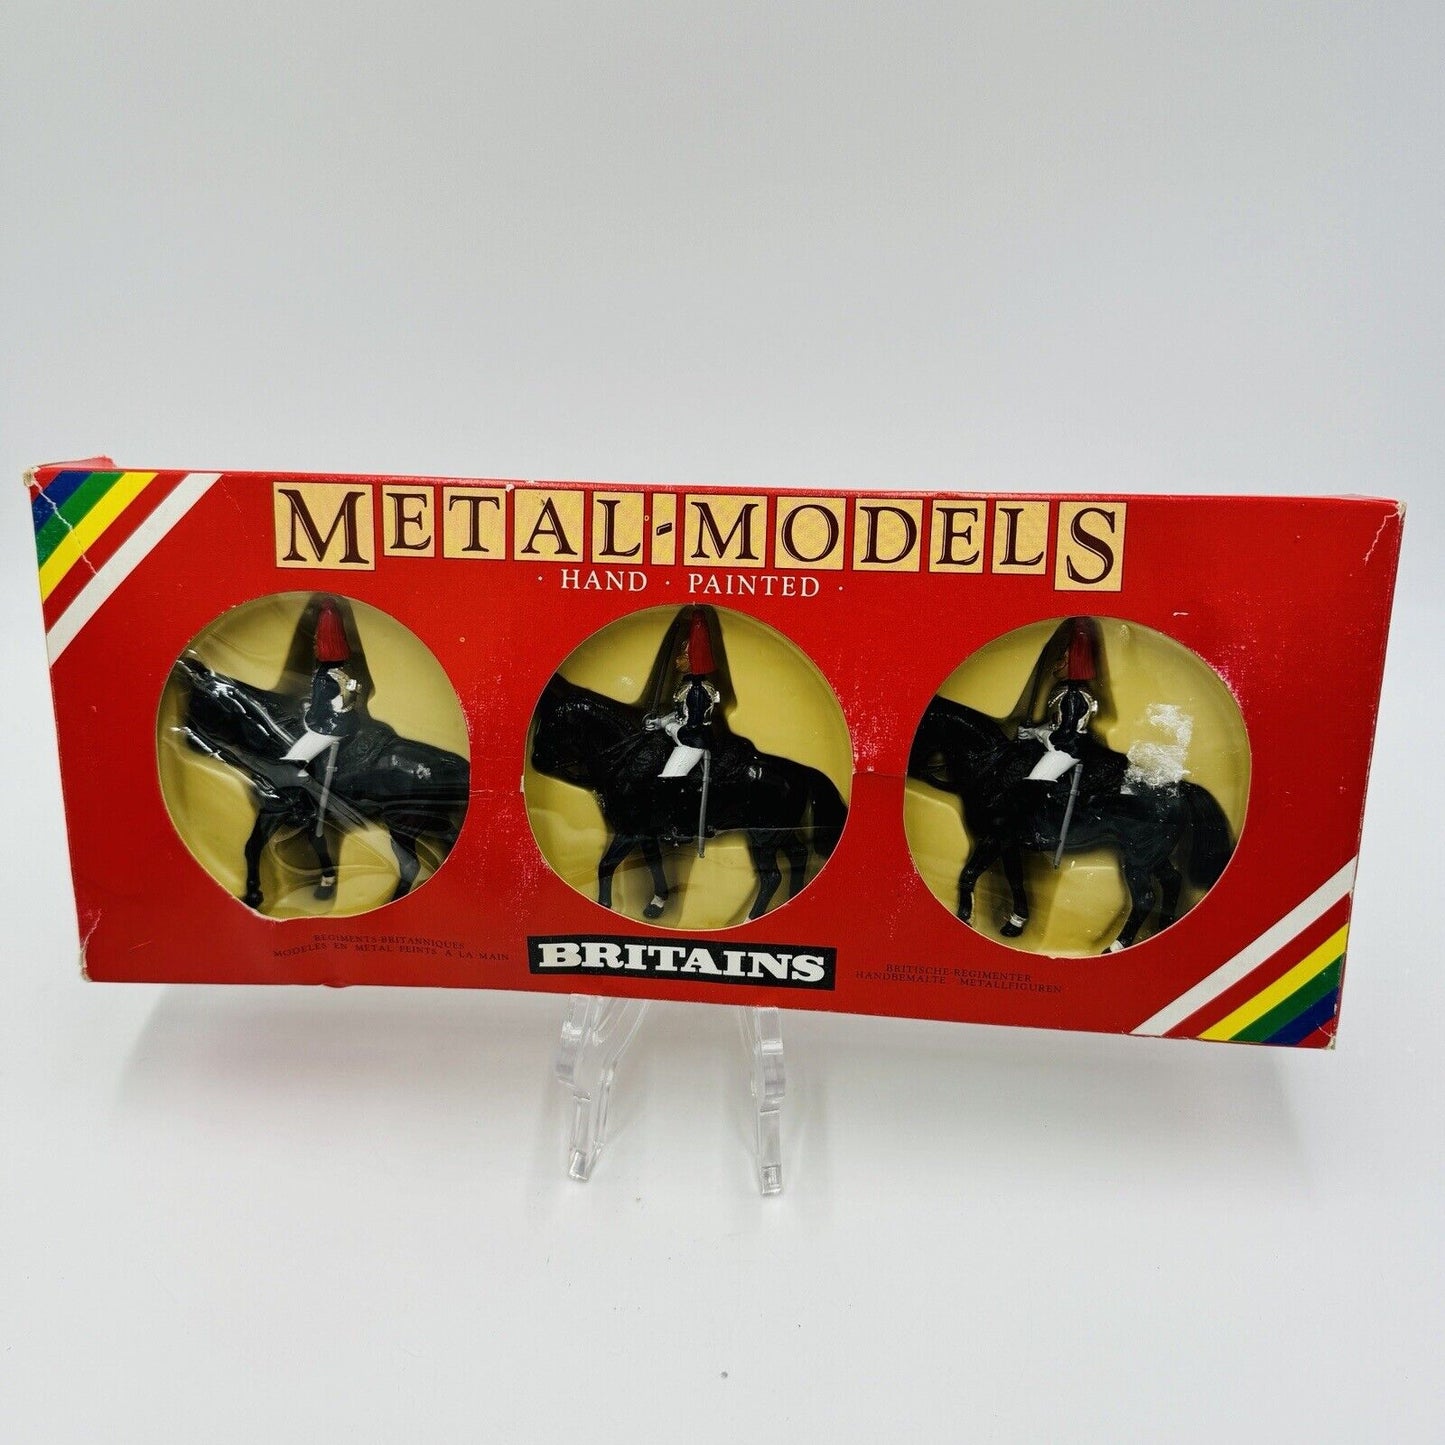 METAL-MODELS
· HAND · PAINTED ·
REGIMENTS·BRITANNIQUES
MODELES EN METAL PEINTS A LA MAIN
BRITAINS
BRITISCHE·REGIMENTER
HANDBEMALTE METALLFIGUREN